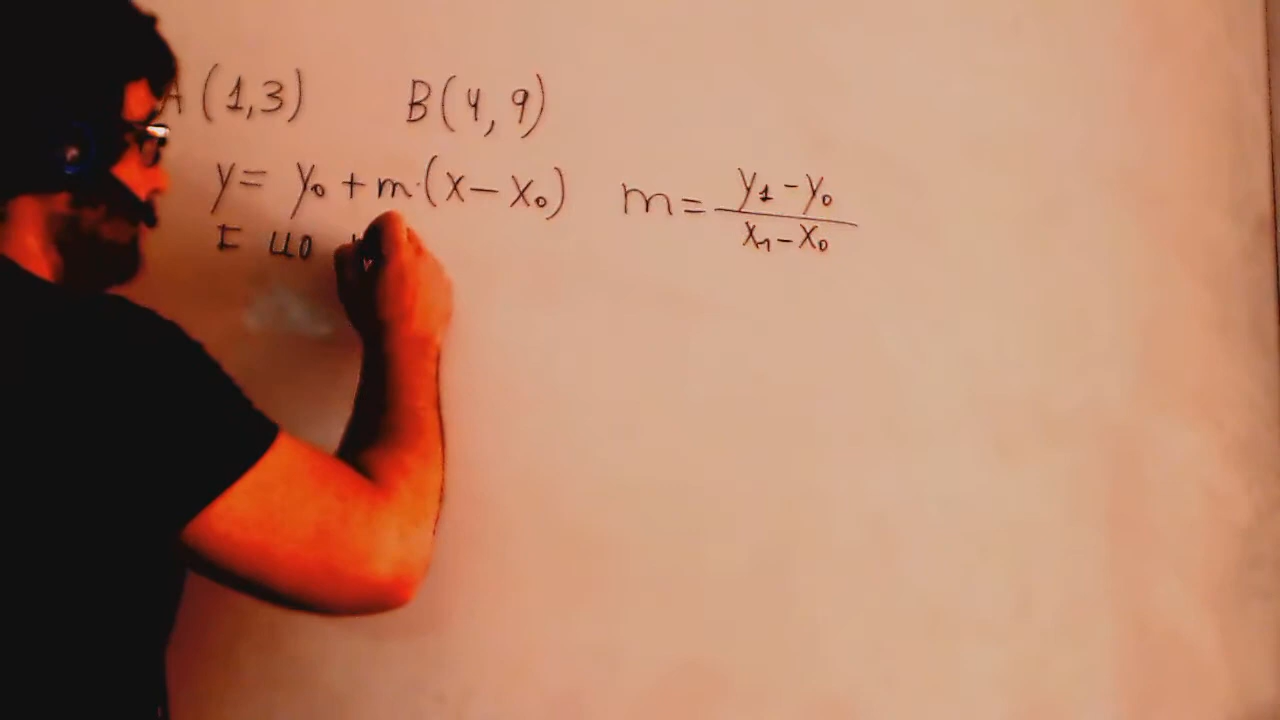 A (1,3) B(4,9)
y= y₀ + m·(x-x₀) m= (y₁-y₀)/(x₁-x₀)